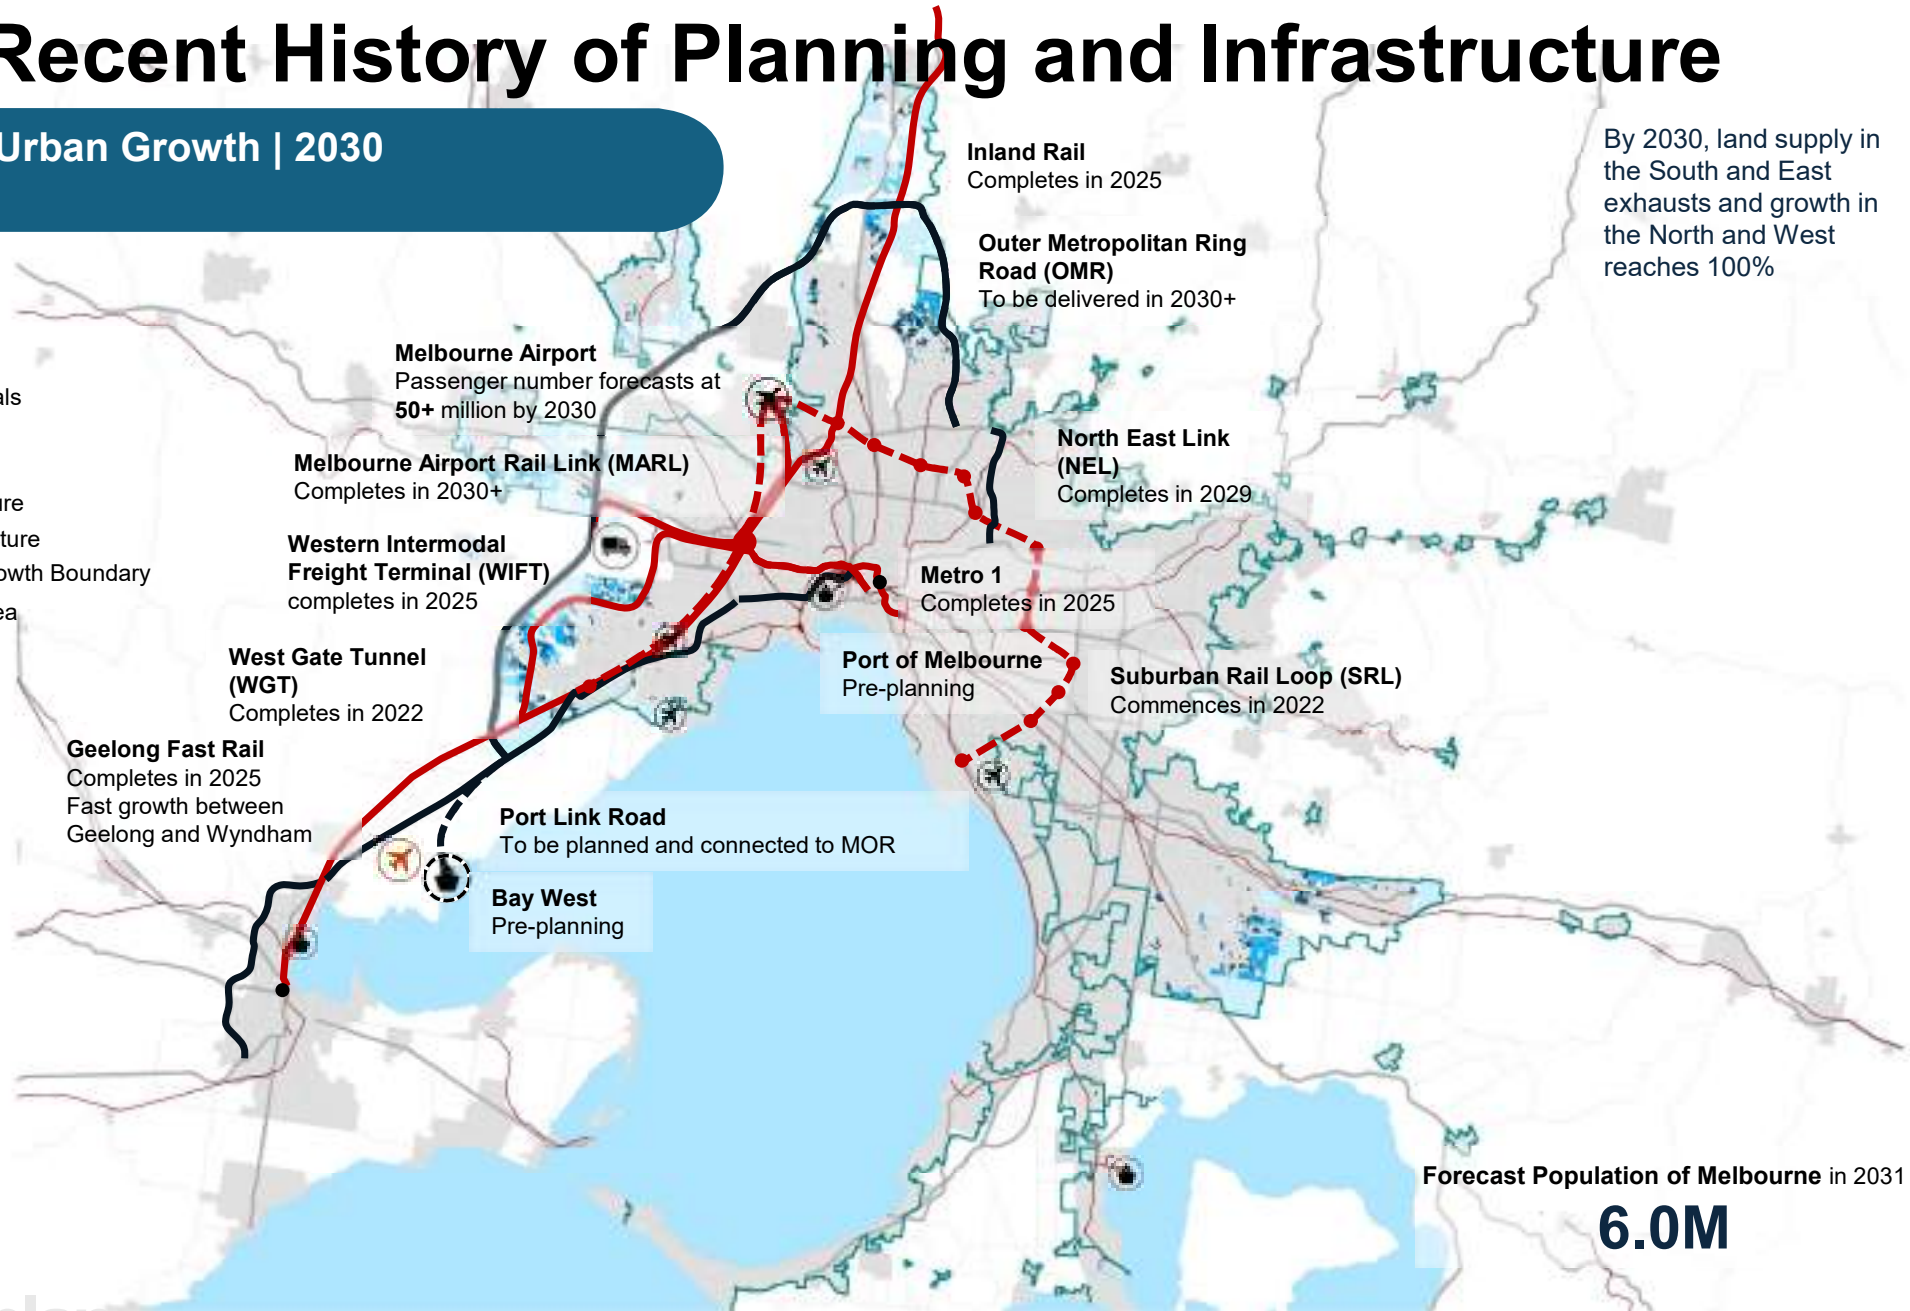 Recent History of Planning and Infrastructure
Urban Growth | 2030
By 2030, land supply in
the South and East
exhausts and growth in
the North and West
reaches 100%
Inland Rail
Completes in 2025
Outer Metropolitan Ring
Road (OMR)
To be delivered in 2030+
Melbourne Airport
Passenger number forecasts at
50+ million by 2030
Melbourne Airport Rail Link (MARL)
Completes in 2030+
North East Link
(NEL)
Completes in 2029
Western Intermodal
Freight Terminal (WIFT)
completes in 2025
als
ure
ture
owth Boundary
ea
Metro 1
Completes in 2025
West Gate Tunnel
(WGT)
Completes in 2022
Port of Melbourne
Pre-planning
Suburban Rail Loop (SRL)
Commences in 2022
Geelong Fast Rail
Completes in 2025
Fast growth between
Geelong and Wyndham
Port Link Road
To be planned and connected to MOR
Bay West
Pre-planning
Forecast Population of Melbourne in 2031
6.0M